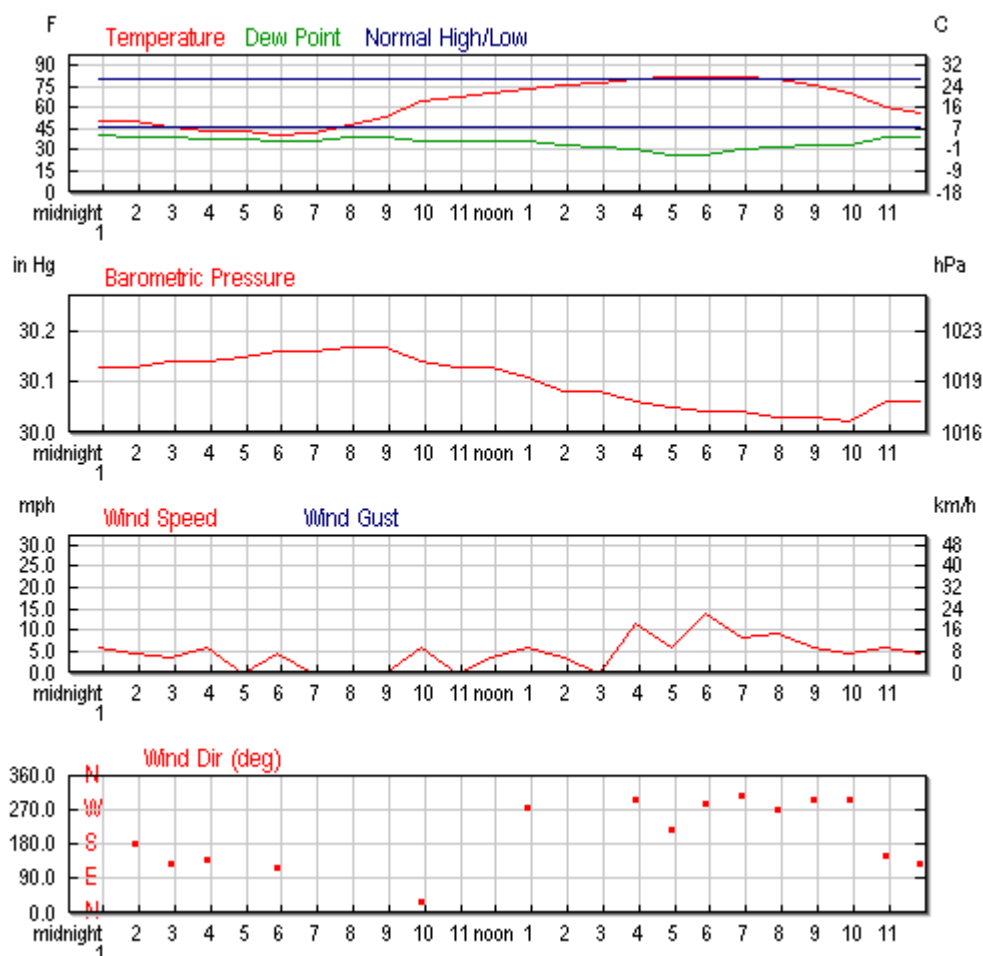 F C
Temperature Dew Point Normal High/Low
90 32
75 24
60 16
45 7
30 -1
15 -9
0 -18
midnight 2 3 4 5 6 7 8 9 10 11 noon 1 2 3 4 5 6 7 8 9 10 11
1
in Hg hPa
Barometric Pressure
30.2 1023
30.1 1019
30.0 1016
midnight 2 3 4 5 6 7 8 9 10 11 noon 1 2 3 4 5 6 7 8 9 10 11
1
mph km/h
Wind Speed Wind Gust
30.0 48
25.0 40
20.0 32
15.0 24
10.0 16
5.0 8
0.0 0
midnight 2 3 4 5 6 7 8 9 10 11 noon 1 2 3 4 5 6 7 8 9 10 11
1
Wind Dir (deg)
360.0 N
270.0 W
180.0 S
90.0 E
0.0 N
midnight 2 3 4 5 6 7 8 9 10 11 noon 1 2 3 4 5 6 7 8 9 10 11
1